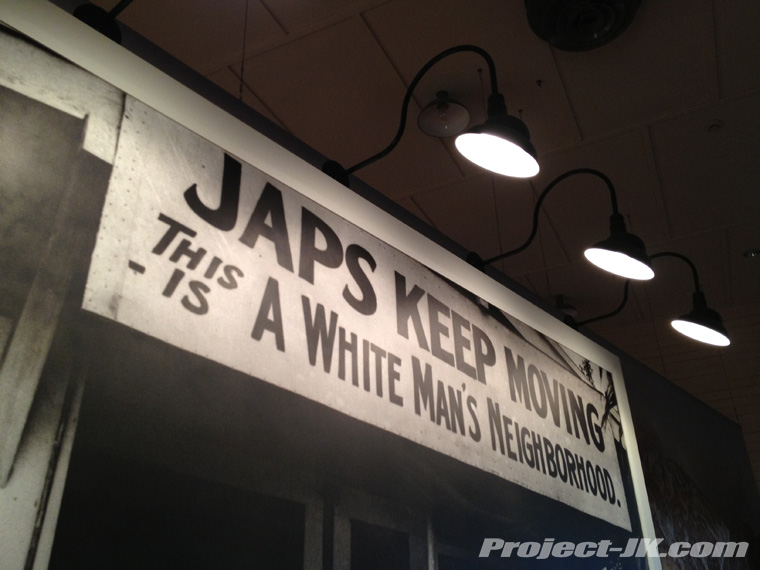 JAPS KEEP MOVING
THIS
- IS A WHITE MAN'S NEIGHBORHOOD.
Project-JK.com